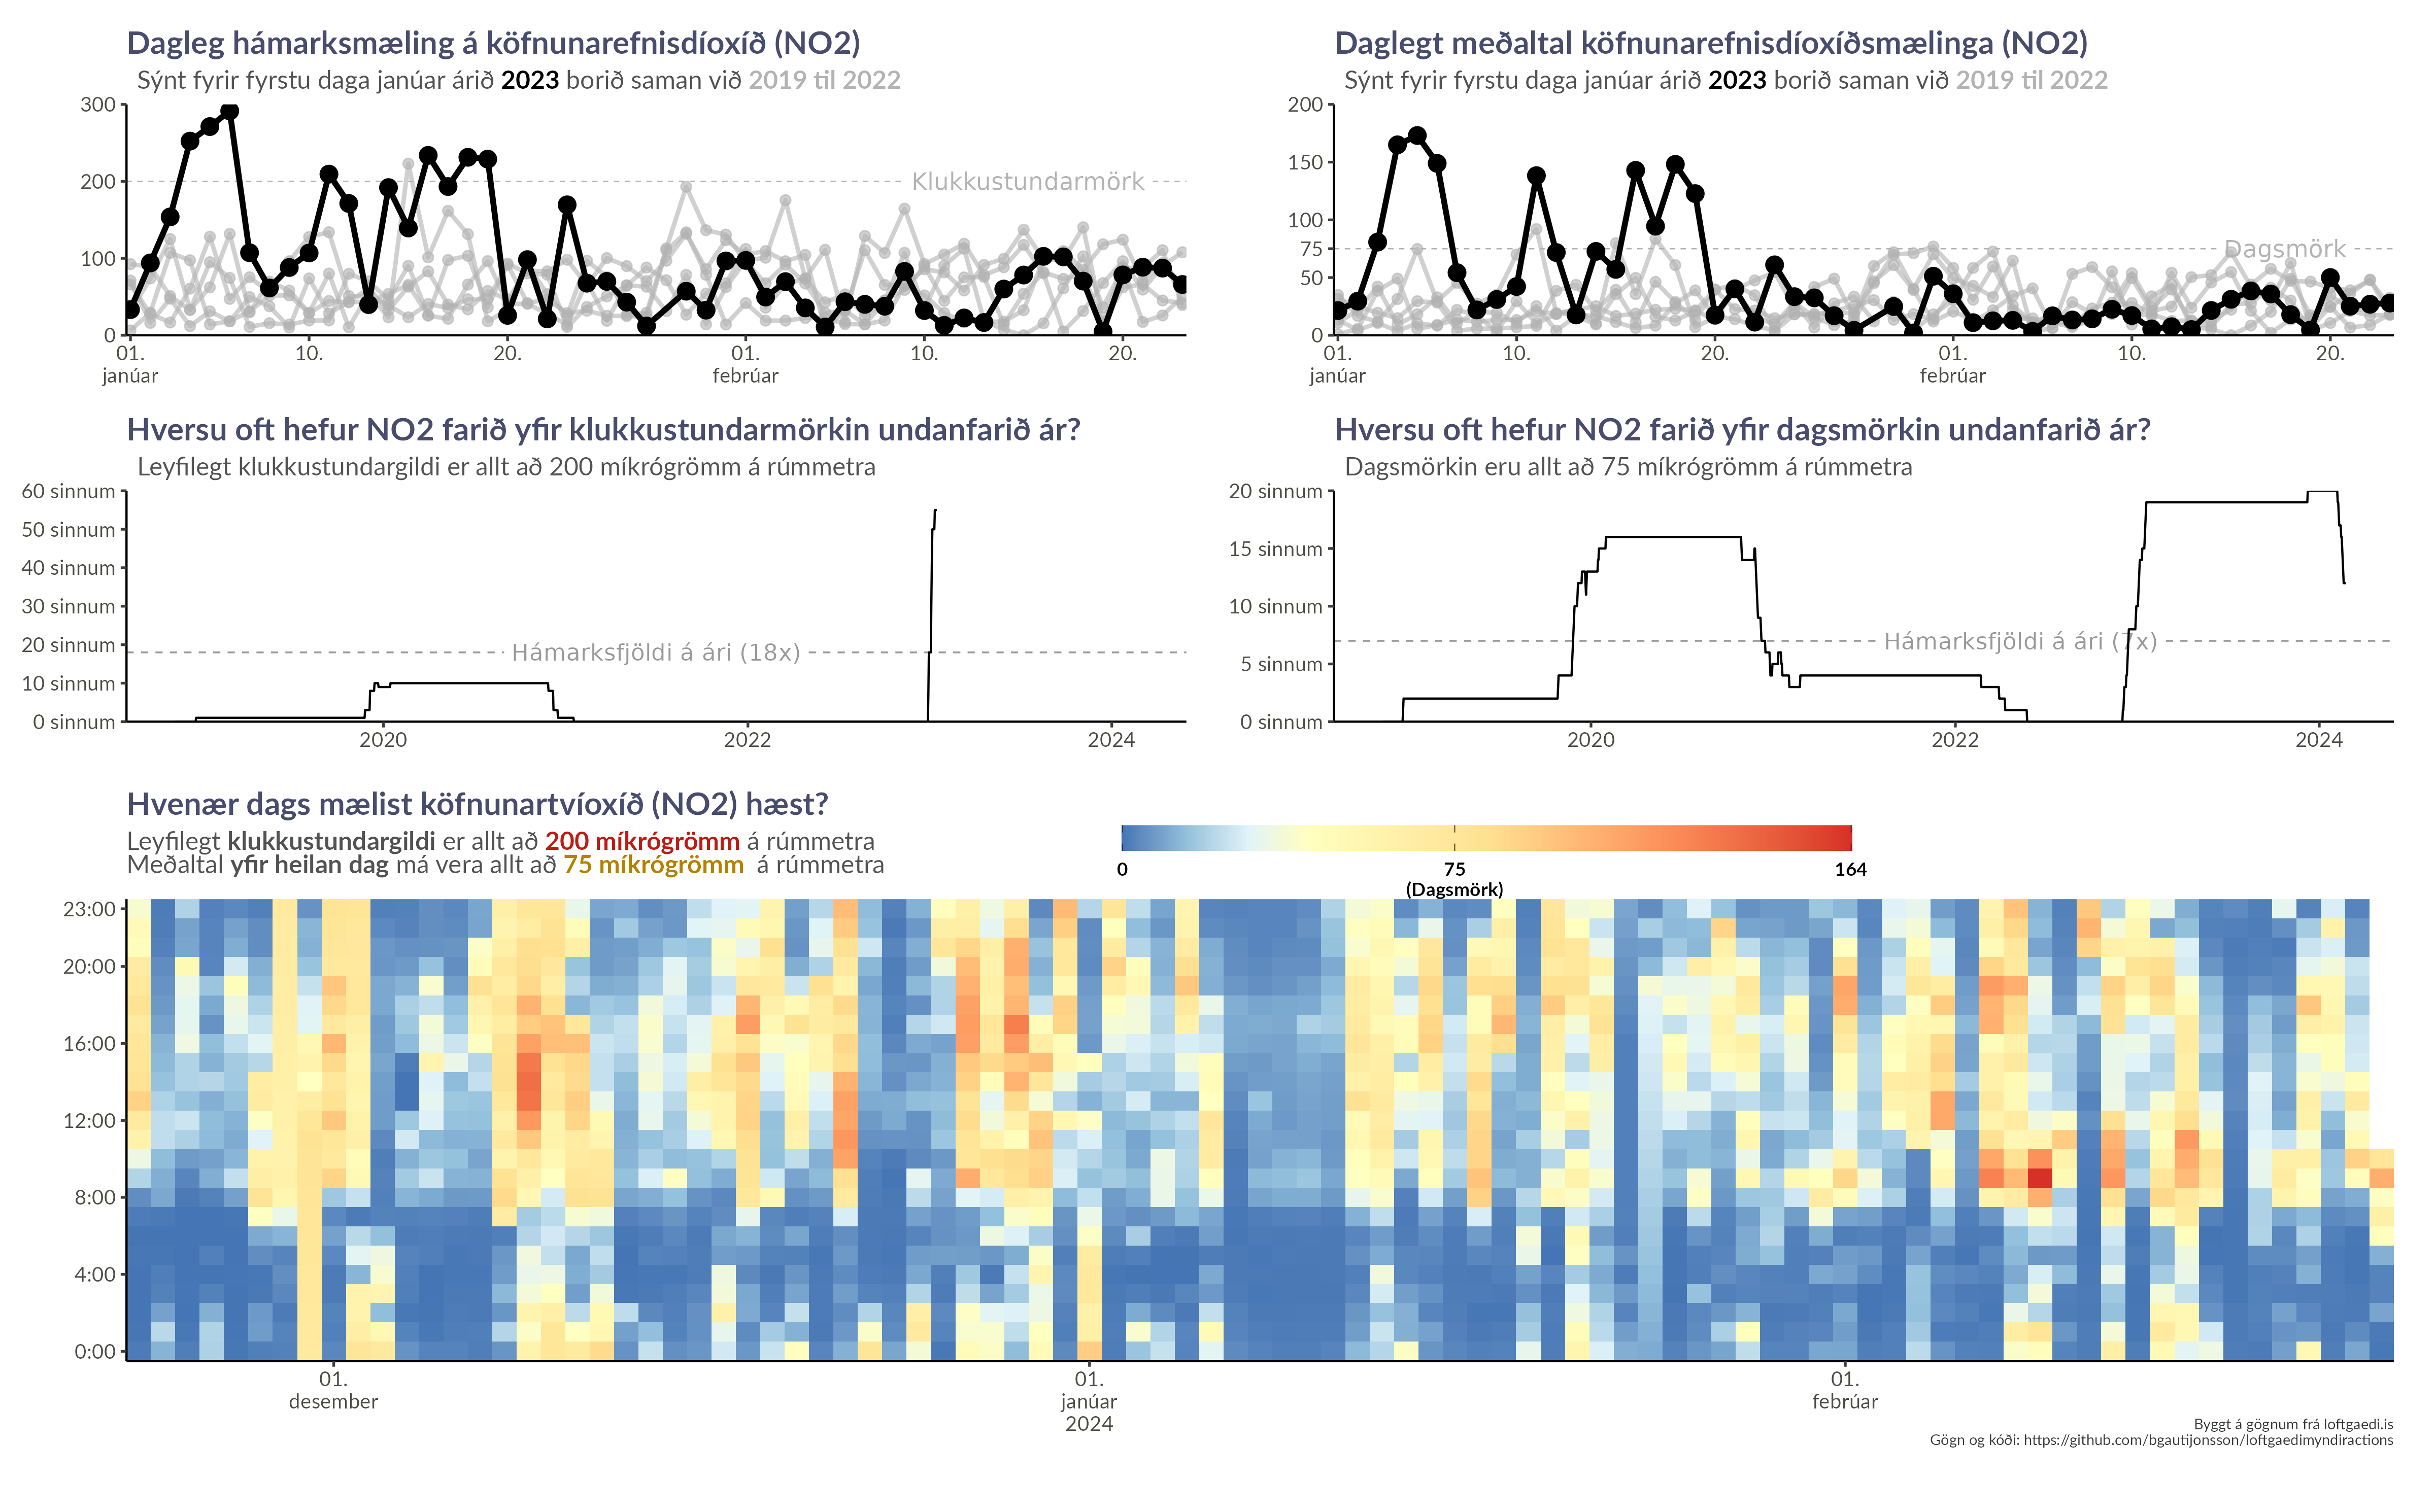 Dagleg hámarksmæling á köfnunarefnisdíoxíð (NO2)
Sýnt fyrir fyrstu daga janúar árið 2023 borið saman við 2019 til 2022
300
200
100
0
Klukkustundarmörk
01. 10. 20. 01. 10. 20.
janúar febrúar
Daglegt meðaltal köfnunarefnisdíoxíðsmælinga (NO2)
Sýnt fyrir fyrstu daga janúar árið 2023 borið saman við 2019 til 2022
200
150
100
75
50
0
Dagsmörk
01. 10. 20. 01. 10. 20.
janúar febrúar
Hversu oft hefur NO2 farið yfir klukkustundarmörkin undanfarið ár?
Leyfilegt klukkustundargildi er allt að 200 míkrógrömm á rúmmetra
60 sinnum
50 sinnum
40 sinnum
30 sinnum
20 sinnum
10 sinnum
0 sinnum
Hámarksfjöldi á ári (18x)
2020 2022 2024
Hversu oft hefur NO2 farið yfir dagsmörkin undanfarið ár?
Dagsmörkin eru allt að 75 míkrógrömm á rúmmetra
20 sinnum
15 sinnum
10 sinnum
5 sinnum
0 sinnum
Hámarksfjöldi á ári (7x)
2020 2022 2024
Hvenær dags mælist köfnunartvíoxíð (NO2) hæst?
Leyfilegt klukkustundargildi er allt að 200 míkrógrömm á rúmmetra
Meðaltal yfir heilan dag má vera allt að 75 míkrógrömm á rúmmetra
0 75 164
(Dagsmörk)
23:00
20:00
16:00
12:00
8:00
4:00
0:00
01. 01. 01.
desember janúar febrúar
2024
Byggt á gögnum frá loftgaedi.is
Gögn og kóði: https://github.com/bgautijonsson/loftgaedimyndiractions